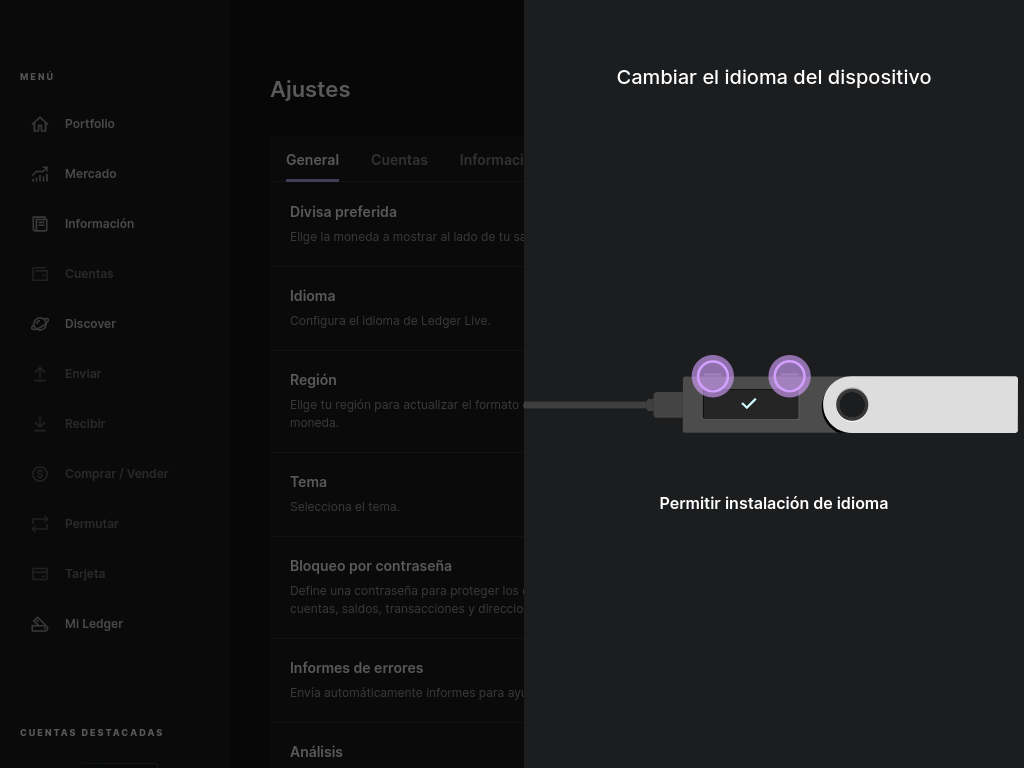 MENÚ
Portfolio
Mercado
Información
Cuentas
Discover
Enviar
Recibir
Comprar / Vender
Permutar
Tarjeta
Mi Ledger
CUENTAS DESTACADAS
Ajustes
General Cuentas Informaci
Divisa preferida
Elige la moneda a mostrar al lado de tu sa
Idioma
Configura el idioma de Ledger Live.
Región
Elige tu región para actualizar el formato
moneda.
Tema
Selecciona el tema.
Bloqueo por contraseña
Define una contraseña para proteger los
cuentas, saldos, transacciones y direccio
Informes de errores
Envía automáticamente informes para ayu
Análisis
Cambiar el idioma del dispositivo
Permitir instalación de idioma